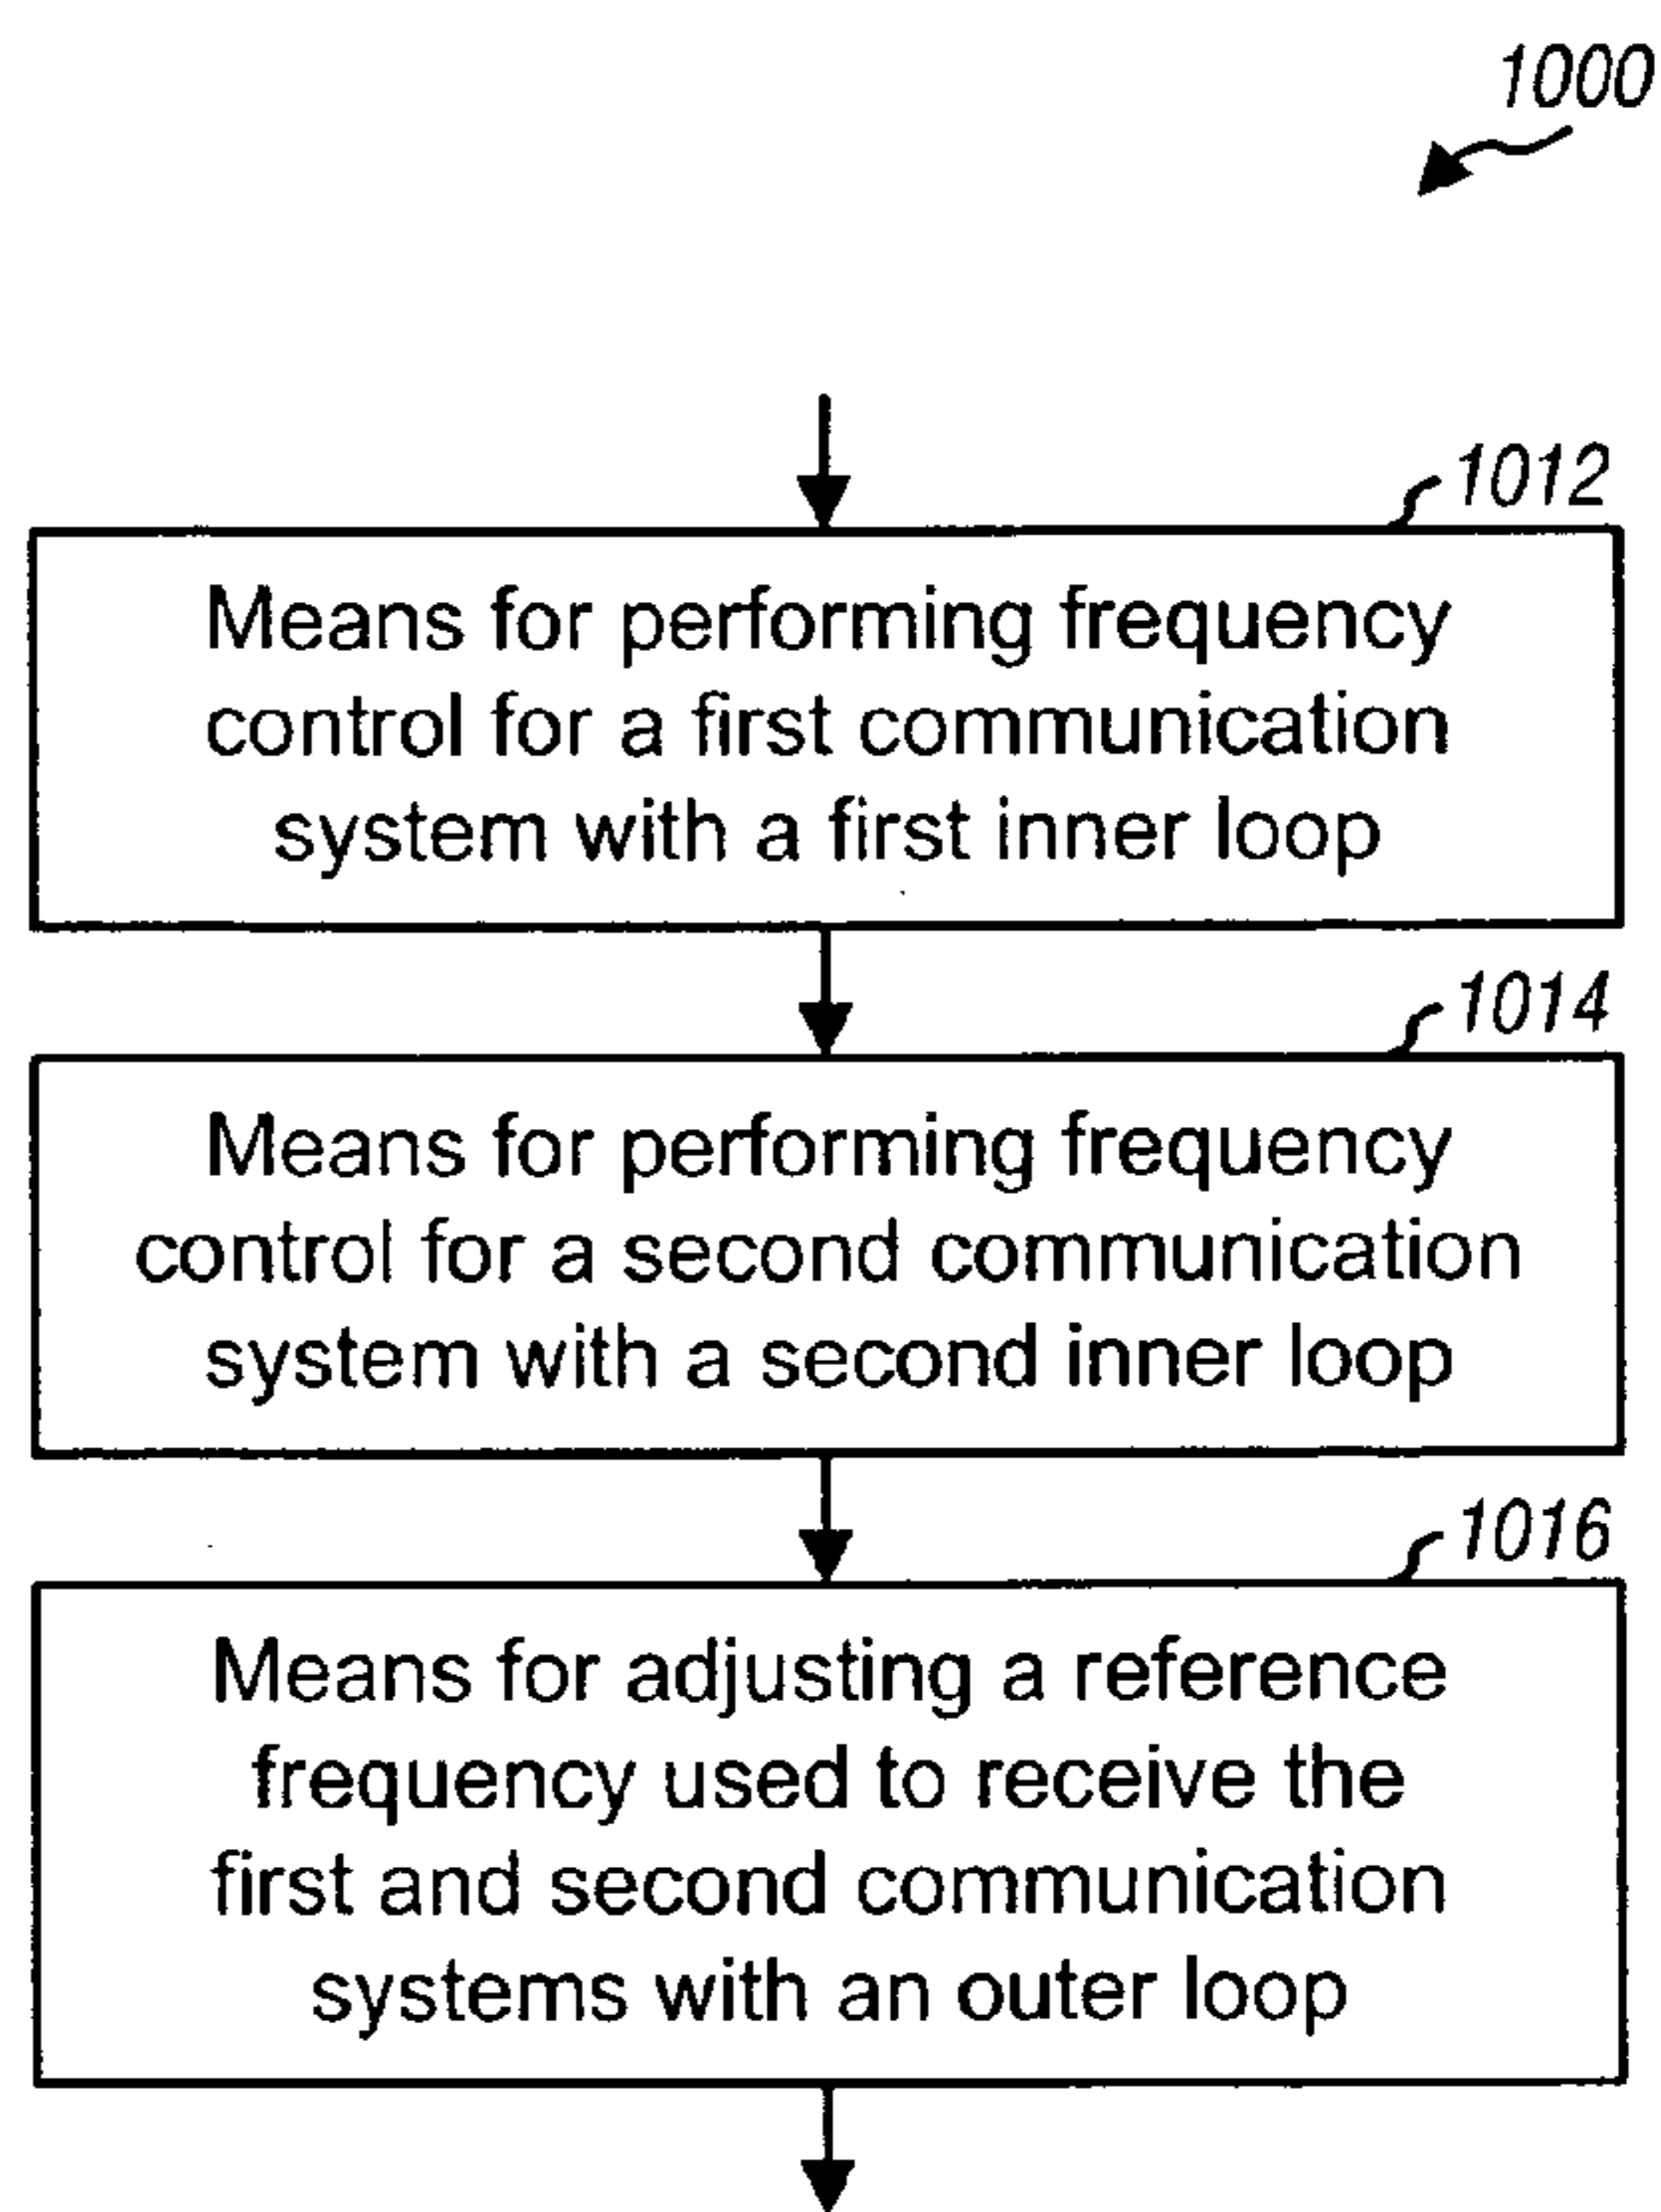 1000
1012
Means for performing frequency
control for a first communication
system with a first inner loop
1014
Means for performing frequency
control for a second communication
system with a second inner loop
1016
Means for adjusting a reference
frequency used to receive the
first and second communication
systems with an outer loop